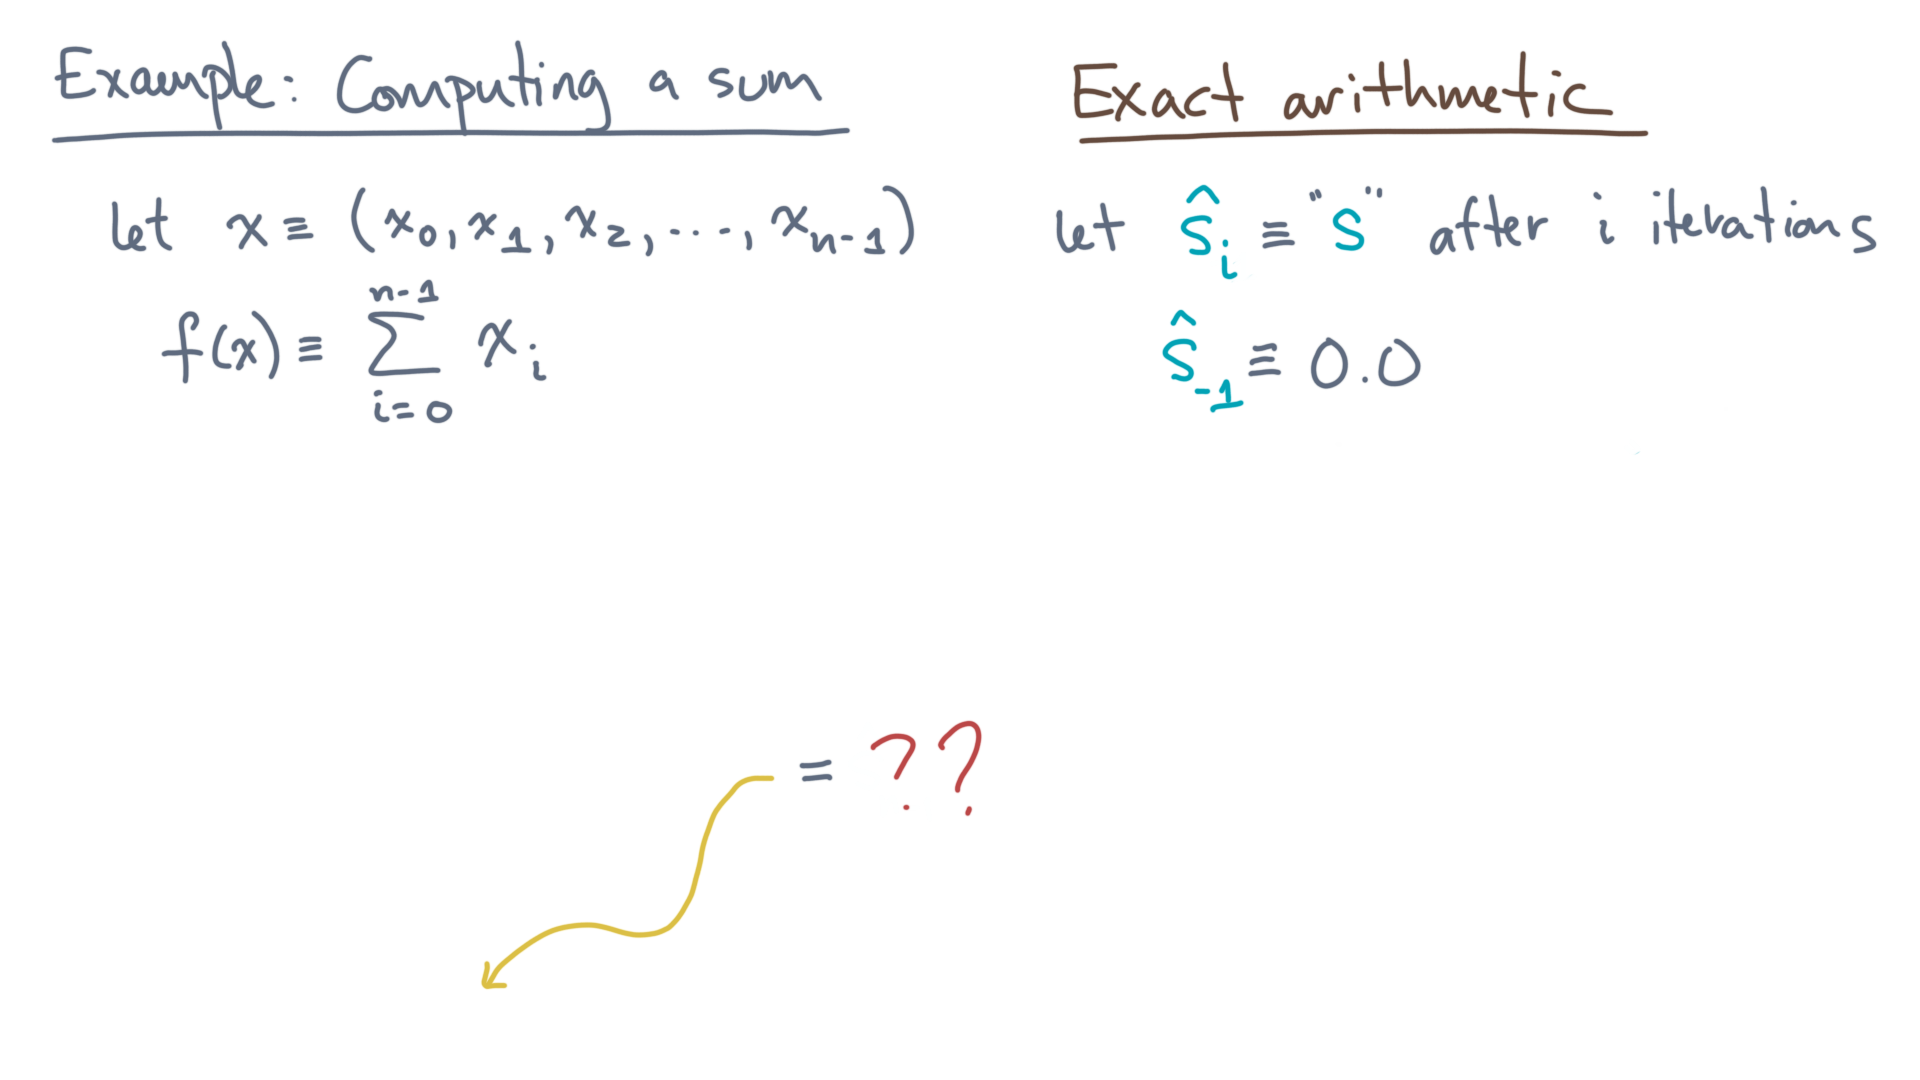 Example: Computing a sum
let x ≡ (x₀, x₁, x₂, ..., xₙ₋₁)
f(x) ≡ ∑ᵢ₌₀ⁿ⁻¹ xᵢ
= ??
Exact arithmetic
let ŝᵢ ≡ "s" after i iterations
ŝ₋₁ ≡ 0.0